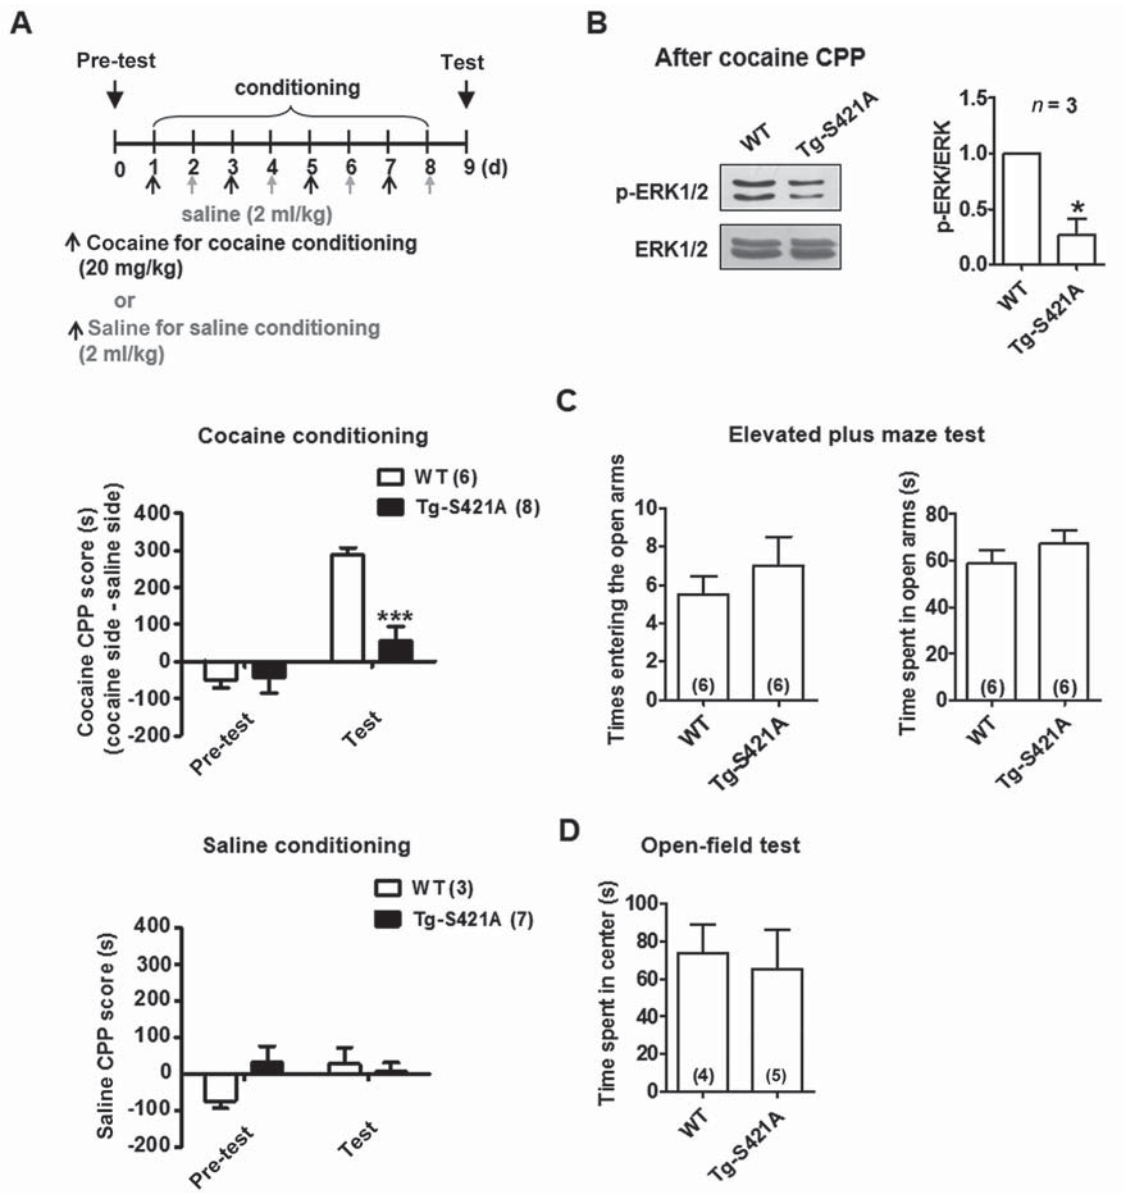 A
Pre-test
Test
conditioning
0 1 2 3 4 5 6 7 8 9 (d)
saline (2 ml/kg)
Cocaine for cocaine conditioning
(20 mg/kg)
or
Saline for saline conditioning
(2 ml/kg)
Cocaine conditioning
WT (6)
Tg-S421A (8)
Cocaine CPP score (s)
(cocaine side - saline side)
400
300
200
100
0
-100
-200
***
Pre-test
Test
Saline conditioning
WT (3)
Tg-S421A (7)
Saline CPP score (s)
400
300
200
100
0
-100
-200
Pre-test
Test
B
After cocaine CPP
WT
Tg-S421A
p-ERK1/2
ERK1/2
p-ERK/ERK
1.5
1.0
0.5
0.0
n = 3
*
WT
Tg-S421A
C
Elevated plus maze test
Times entering the open arms
10
8
6
4
2
0
(6)
(6)
WT
Tg-S421A
Time spent in open arms (s)
80
60
40
20
0
(6)
(6)
WT
Tg-S421A
D
Open-field test
Time spent in center (s)
100
80
60
40
20
0
(4)
(5)
WT
Tg-S421A